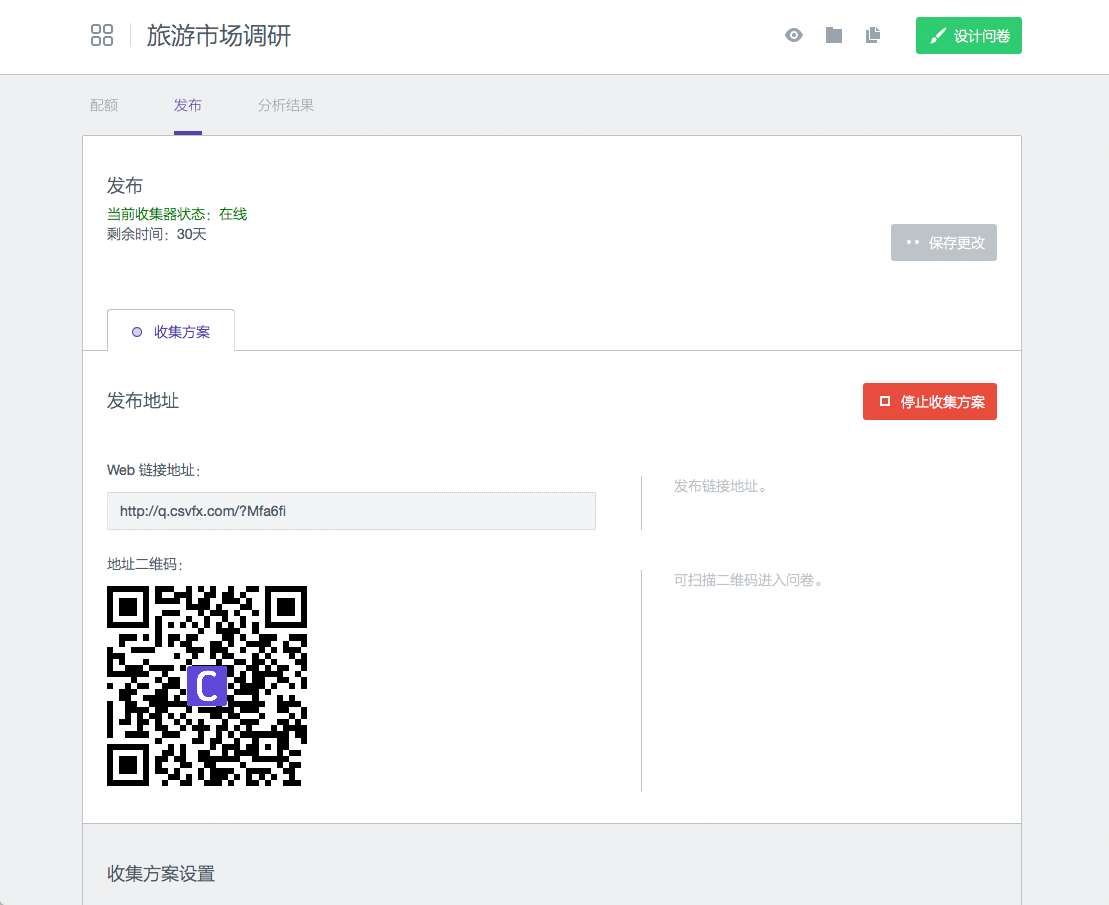 旅游市场调研
设计问卷
配额
发布
分析结果
发布
当前收集器状态：在线
剩余时间：30天
保存更改
收集方案
发布地址
停止收集方案
Web 链接地址：
发布链接地址。
http://q.csvfx.com/?Mfa6fi
地址二维码：
可扫描二维码进入问卷。
C
收集方案设置